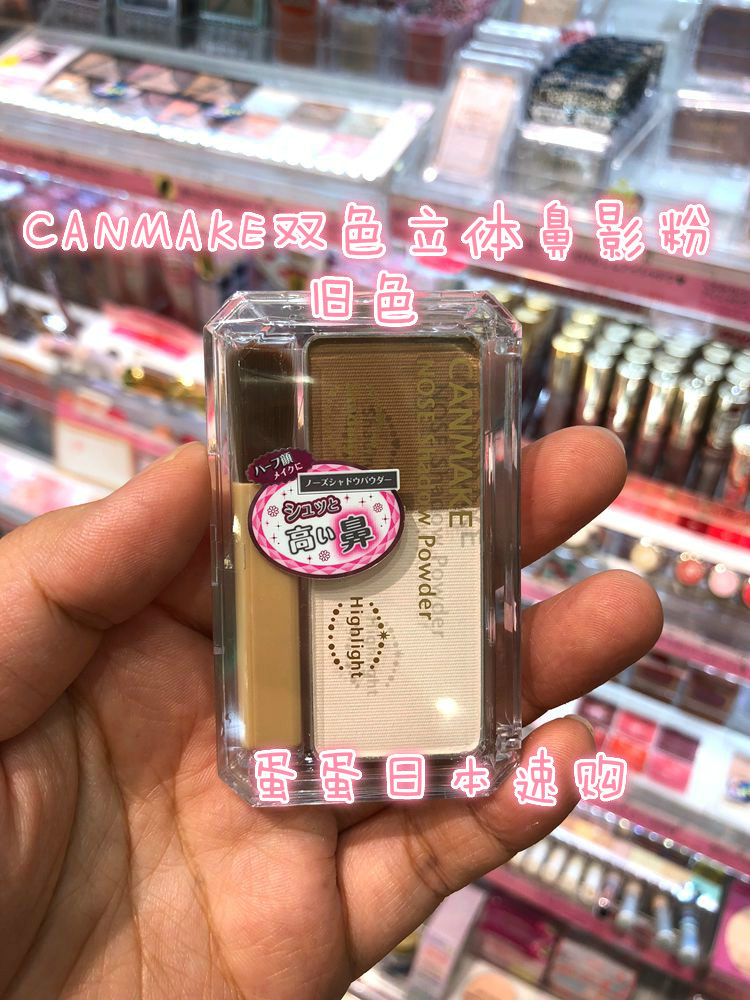 CANMAKE双色立体鼻影粉
旧色
CANMAKE
NOSE Shadow Powder
ハーフ顔
メイクに
ノーズシャドウパウダー
シュッと
高い鼻
Highlight
蛋蛋日本速购